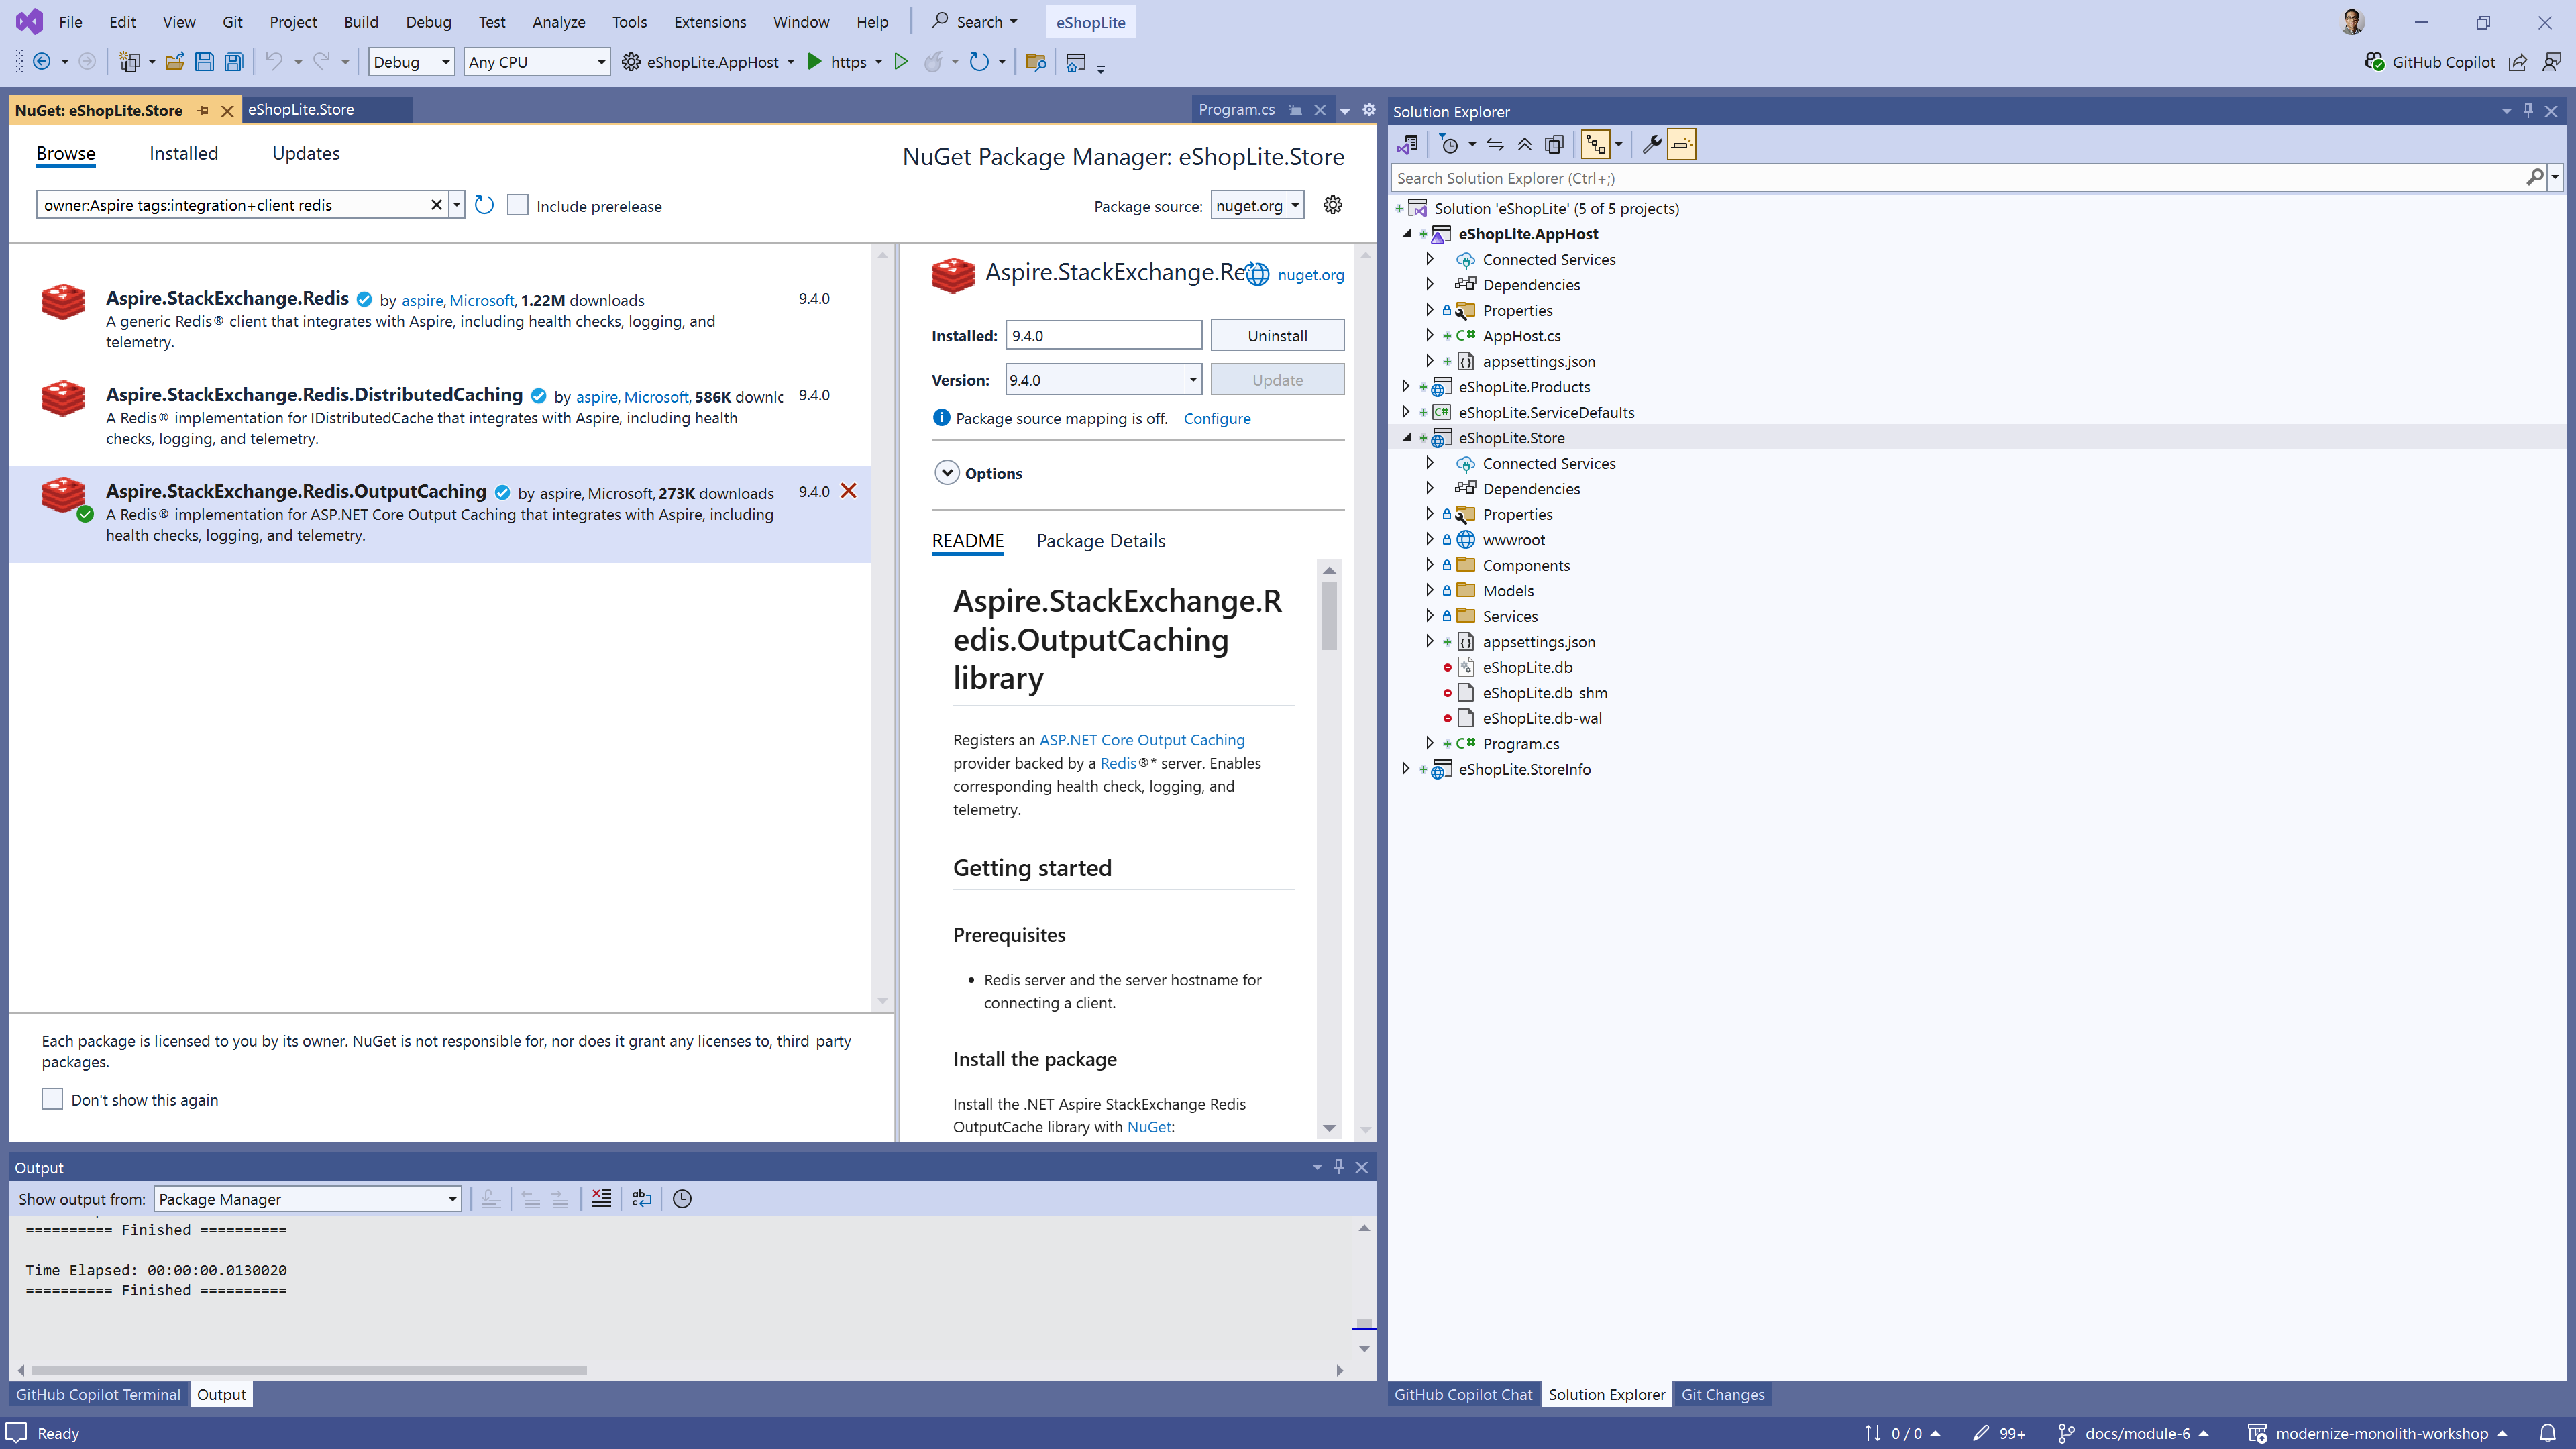 File Edit View Git Project Build Debug Test Analyze Tools Extensions Window Help Search eShopLite
Debug Any CPU eShopLite.AppHost https GitHub Copilot
NuGet: eShopLite.Store eShopLite.Store Program.cs
Browse Installed Updates
NuGet Package Manager: eShopLite.Store
owner:Aspire tags:integration+client redis
Include prerelease
Package source: nuget.org
Aspire.StackExchange.Redis by aspire, Microsoft, 1.22M downloads 9.4.0
A generic Redis® client that integrates with Aspire, including health checks, logging, and
telemetry.
Aspire.StackExchange.Redis.DistributedCaching by aspire, Microsoft, 586K downlc 9.4.0
A Redis® implementation for IDistributedCache that integrates with Aspire, including health
checks, logging, and telemetry.
Aspire.StackExchange.Redis.OutputCaching by aspire, Microsoft, 273K downloads 9.4.0
A Redis® implementation for ASP.NET Core Output Caching that integrates with Aspire, including
health checks, logging, and telemetry.
Each package is licensed to you by its owner. NuGet is not responsible for, nor does it grant any licenses to, third-party
packages.
Don't show this again
Aspire.StackExchange.Re nuget.org
Installed: 9.4.0 Uninstall
Version: 9.4.0 Update
Package source mapping is off. Configure
Options
README Package Details
Aspire.StackExchange.R
edis.OutputCaching
library
Registers an ASP.NET Core Output Caching
provider backed by a Redis®* server. Enables
corresponding health check, logging, and
telemetry.
Getting started
Prerequisites
• Redis server and the server hostname for
connecting a client.
Install the package
Install the .NET Aspire StackExchange Redis
OutputCache library with NuGet:
Output
Show output from: Package Manager
========== Finished ==========
Time Elapsed: 00:00:00.0130020
========== Finished ==========
GitHub Copilot Terminal Output
Solution Explorer
Search Solution Explorer (Ctrl+;)
Solution 'eShopLite' (5 of 5 projects)
eShopLite.AppHost
Connected Services
Dependencies
Properties
C# AppHost.cs
appsettings.json
eShopLite.Products
C# eShopLite.ServiceDefaults
eShopLite.Store
Connected Services
Dependencies
Properties
wwwroot
Components
Models
Services
appsettings.json
eShopLite.db
eShopLite.db-shm
eShopLite.db-wal
C# Program.cs
eShopLite.StoreInfo
GitHub Copilot Chat Solution Explorer Git Changes
Ready 0 / 0 99+ docs/module-6 modernize-monolith-workshop